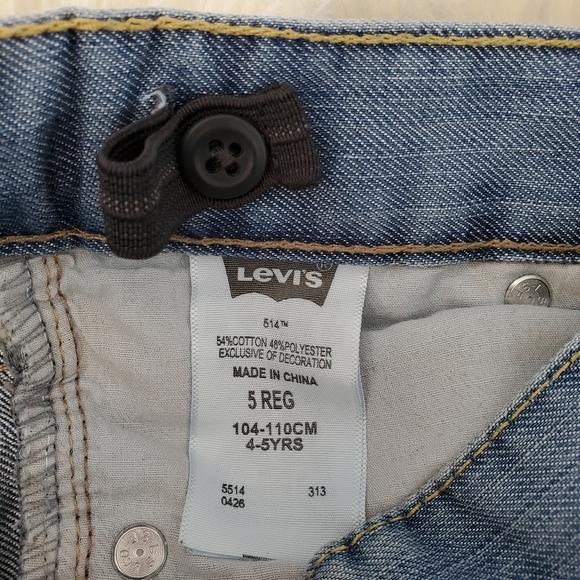 LEVI'S
514™
54%COTTON 46%POLYESTER
EXCLUSIVE OF DECORATION
MADE IN CHINA
5 REG
104-110CM
4-5YRS
5514 313
0426